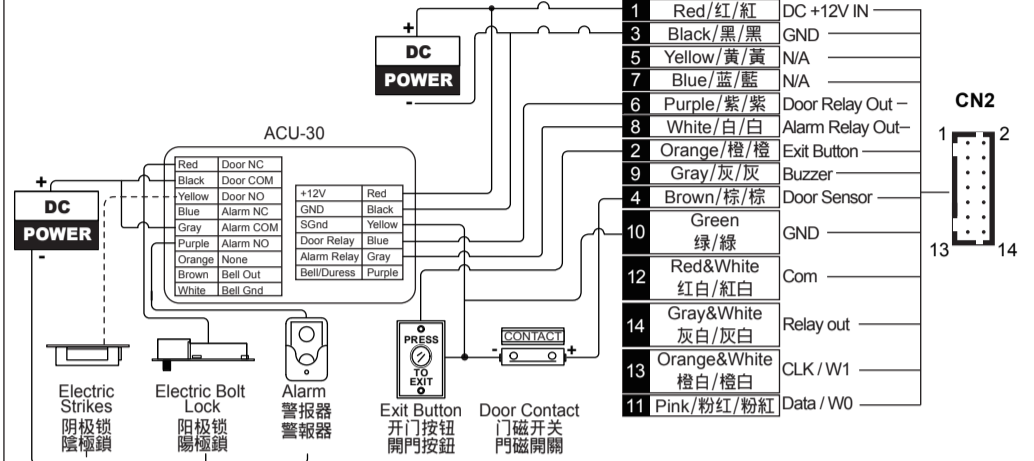 +
DC
POWER
-
1 Red/红/紅 DC +12V IN
3 Black/黑/黑 GND
5 Yellow/黄/黃 N/A
7 Blue/蓝/藍 N/A
6 Purple/紫/紫 Door Relay Out –
8 White/白/白 Alarm Relay Out–
2 Orange/橙/橙 Exit Button
9 Gray/灰/灰 Buzzer
4 Brown/棕/棕 Door Sensor
10 Green
绿/綠 GND
12 Red&White
红白/紅白 Com
14 Gray&White
灰白/灰白 Relay out
13 Orange&White
橙白/橙白 CLK / W1
11 Pink/粉红/粉紅 Data / W0
CN2
1 2
13 14
ACU-30
Red Door NC
Black Door COM
Yellow Door NO
Blue Alarm NC
Gray Alarm COM
Purple Alarm NO
Orange None
Brown Bell Out
White Bell Gnd
+12V Red
GND Black
SGnd Yellow
Door Relay Blue
Alarm Relay Gray
Bell/Duress Purple
+
DC
POWER
-
PRESS
TO
EXIT
CONTACT
- +
Electric
Strikes
阴极锁
陰極鎖
Electric Bolt
Lock
阳极锁
陽極鎖
Alarm
警报器
警報器
Exit Button
开门按钮
開門按鈕
Door Contact
门磁开关
門磁開關